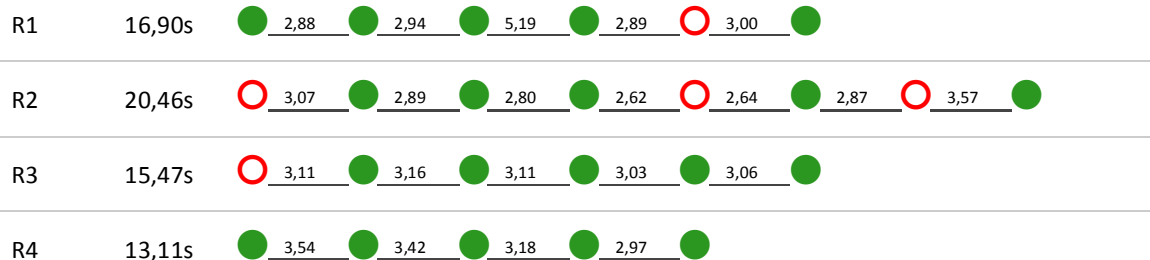 R1 16,90s 2,88 2,94 5,19 2,89 3,00
R2 20,46s 3,07 2,89 2,80 2,62 2,64 2,87 3,57
R3 15,47s 3,11 3,16 3,11 3,03 3,06
R4 13,11s 3,54 3,42 3,18 2,97